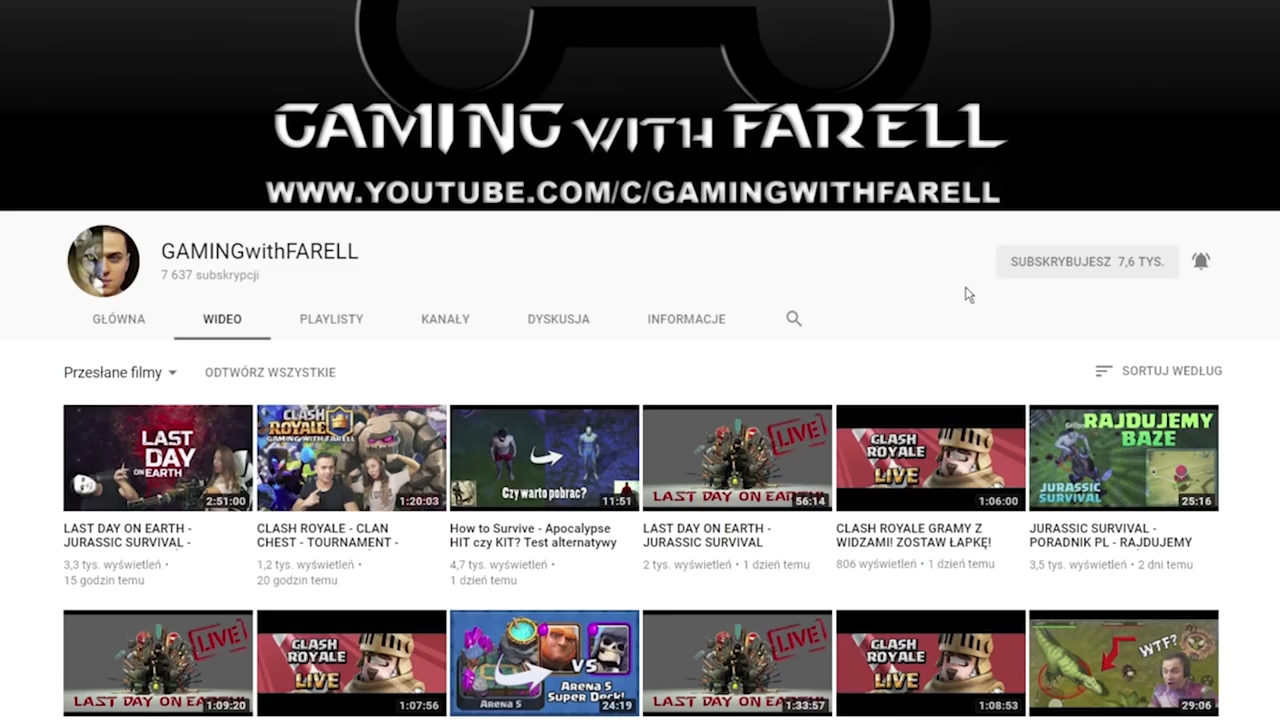 GAMING WITH FARELL
WWW.YOUTUBE.COM/C/GAMINGWITHFARELL
GAMINGwithFARELL
7 637 subskrypcji
SUBSKRYBUJESZ 7,6 TYS.
GŁÓWNA WIDEO PLAYLISTY KANAŁY DYSKUSJA INFORMACJE
Przesłane filmy ODTWÓRZ WSZYSTKIE SORTUJ WEDŁUG
LAST
DAY
ON EARTH
2:51:00
CLASH
ROYALE
GAMING WITH FARELL
1:20:03
Czy warto pobrac?
11:51
LIVE
LAST DAY ON EARTH
56:14
CLASH
ROYALE
LIVE
1:06:00
RAJDUJEMY
BAZE
JURASSIC
SURVIVAL
25:16
LAST DAY ON EARTH -
JURASSIC SURVIVAL -
3,3 tys. wyświetleń •
15 godzin temu
CLASH ROYALE - CLAN
CHEST - TOURNAMENT -
1,2 tys. wyświetleń •
20 godzin temu
How to Survive - Apocalypse
HIT czy KIT? Test alternatywy
4,7 tys. wyświetleń •
1 dzień temu
LAST DAY ON EARTH -
JURASSIC SURVIVAL
2 tys. wyświetleń • 1 dzień temu
CLASH ROYALE GRAMY Z
WIDZAMI! ZOSTAW ŁAPKĘ!
806 wyświetleń • 1 dzień temu
JURASSIC SURVIVAL -
PORADNIK PL - RAJDUJEMY
3,5 tys. wyświetleń • 2 dni temu
LIVE
LAST DAY ON EA
1:09:20
CLASH
ROYALE
LIVE
1:07:56
VS
Arena 5
Super Deck!
Arena 5
24:19
LIVE
LAST DAY ON EA
1:33:57
CLASH
ROYALE
LIVE
1:08:53
WTF?
29:06